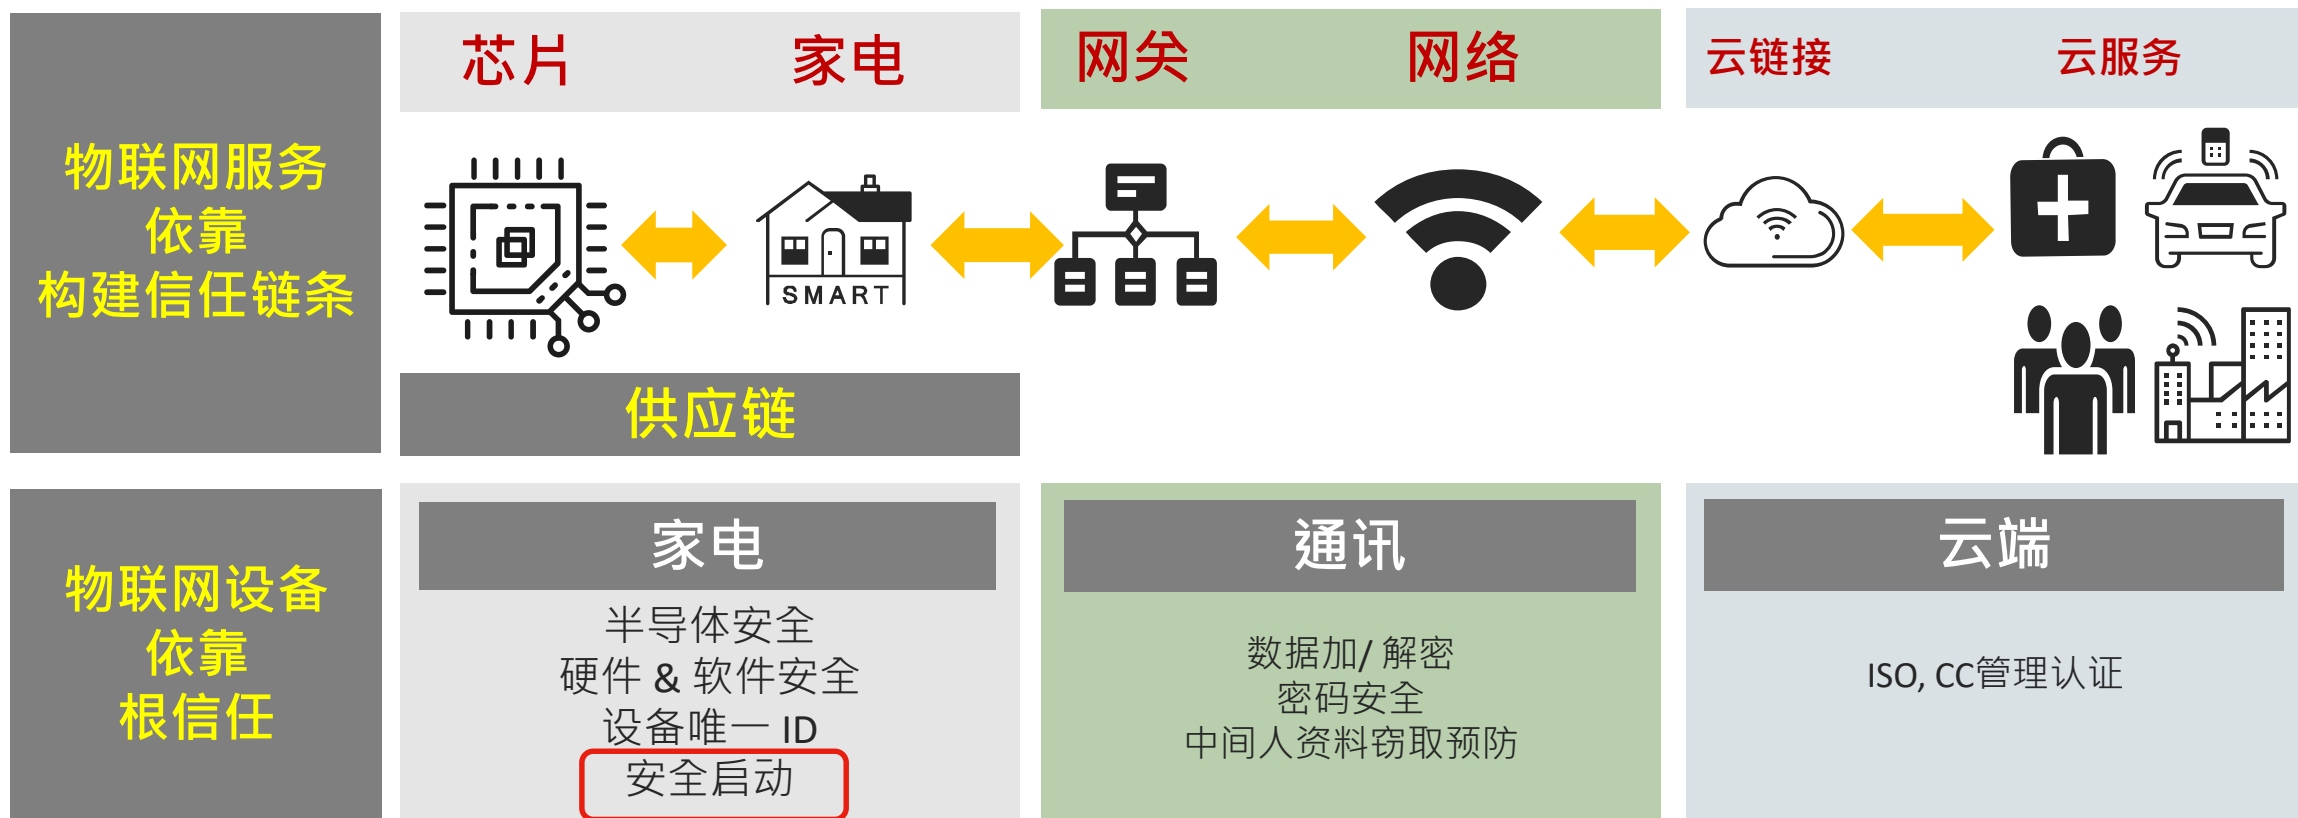 物联网服务
依靠
构建信任链条
芯片
家电
网关
网络
云链接
云服务
SMART
供应链
物联网设备
依靠
根信任
家电
半导体安全
硬件 & 软件安全
设备唯一 ID
安全启动
通讯
数据加/ 解密
密码安全
中间人资料窃取预防
云端
ISO, CC管理认证